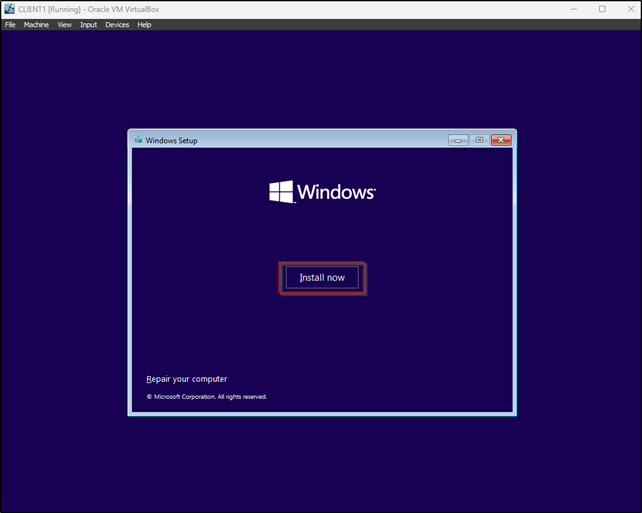 CLIENT1 [Running] - Oracle VM VirtualBox
File Machine View Input Devices Help
Windows Setup
Windows
Install now
Repair your computer
© Microsoft Corporation. All rights reserved.